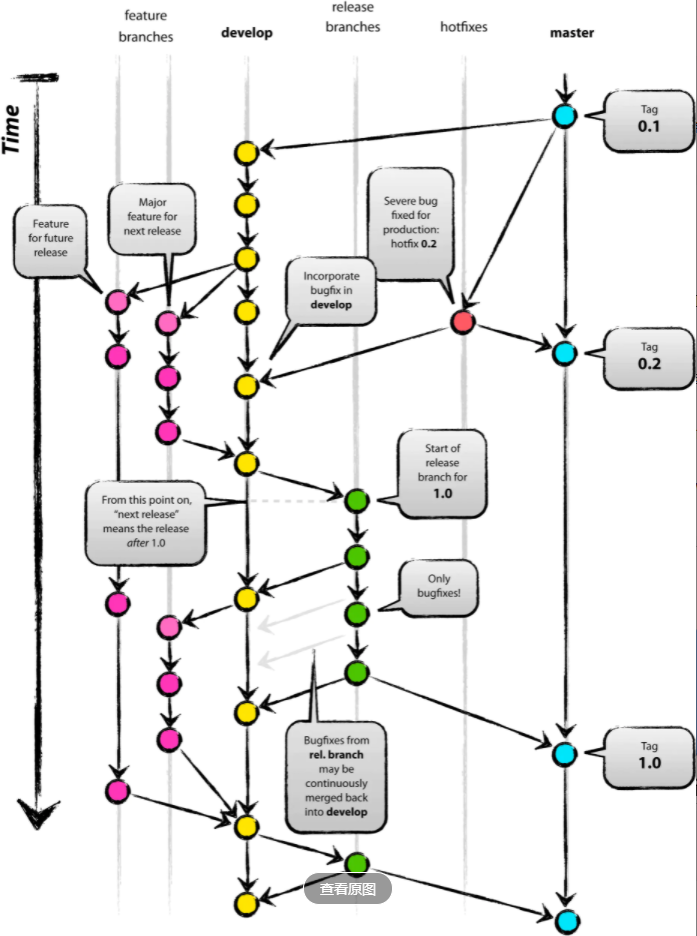 feature
branches
develop
release
branches
hotfixes
master
Time
Tag
0.1
Major
feature for
next release
Severe bug
fixed for
production:
hotfix 0.2
Feature
for future
release
Incorporate
bugfix in
develop
Tag
0.2
Start of
release
branch for
1.0
From this point on,
“next release”
means the release
after 1.0
Only
bugfixes!
Bugfixes from
rel. branch
may be
continuously
merged back
into develop
Tag
1.0
查看原图